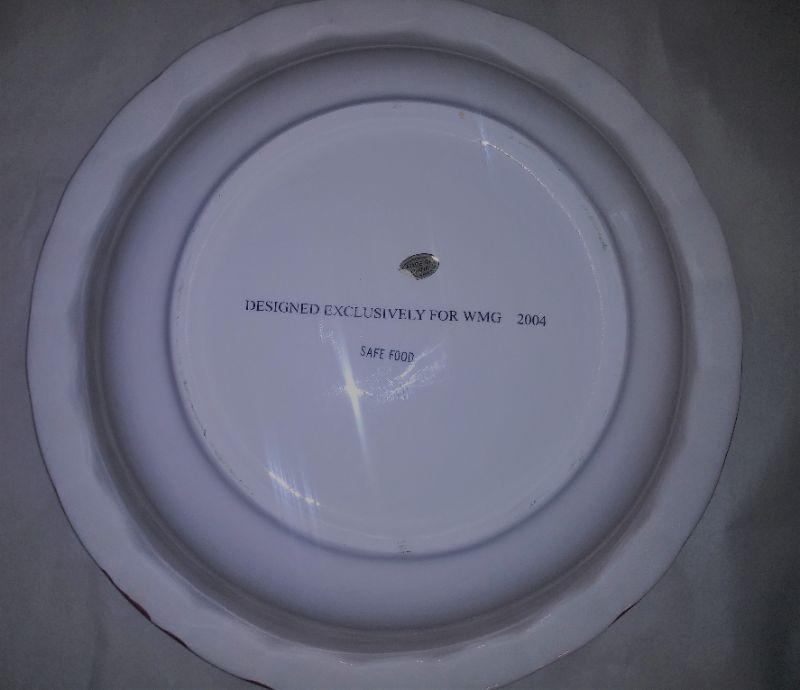 DESIGNED EXCLUSIVELY FOR WMG 2004
SAFE FOOD